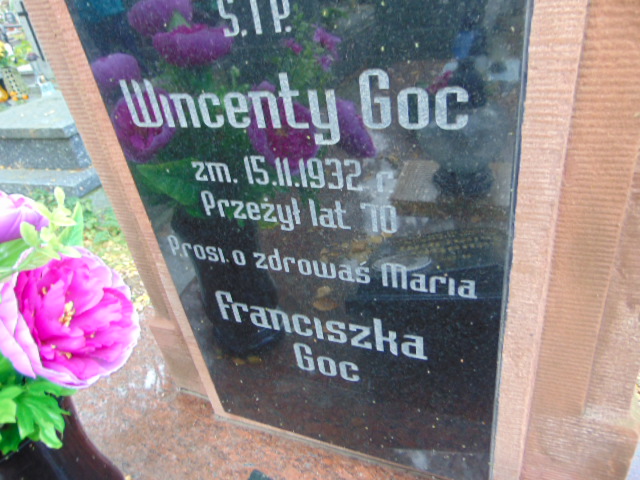 Ś. I P.
Wincenty Goc
zm. 15.11.1932 r.
Przeżył lat 70
Prosi o zdrowaś Maria
Franciszka
Goc